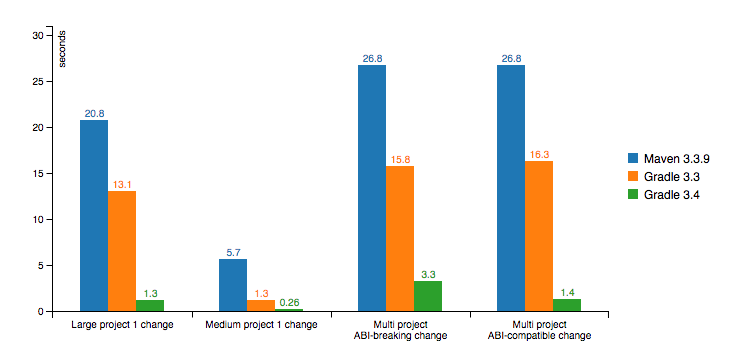 seconds
30
25
20
15
10
5
0
20.8
13.1
1.3
5.7
1.3
0.26
26.8
15.8
3.3
26.8
16.3
1.4
Large project 1 change
Medium project 1 change
Multi project
ABI-breaking change
Multi project
ABI-compatible change
Maven 3.3.9
Gradle 3.3
Gradle 3.4